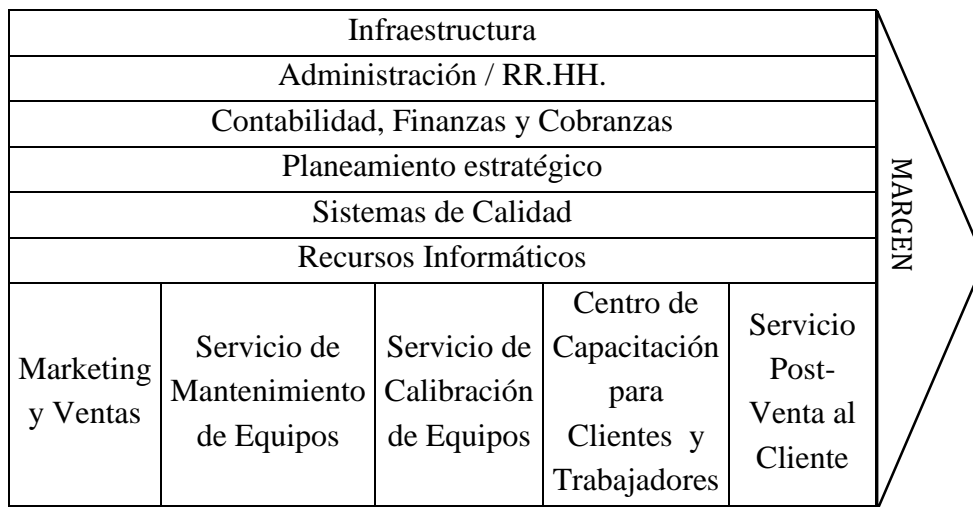 Infraestructura
Administración / RR.HH.
Contabilidad, Finanzas y Cobranzas
Planeamiento estratégico
Sistemas de Calidad
Recursos Informáticos
Marketing
y Ventas
Servicio de
Mantenimiento
de Equipos
Servicio de
Calibración
de Equipos
Centro de
Capacitación
para
Clientes y
Trabajadores
Servicio
Post-
Venta al
Cliente
MARGEN